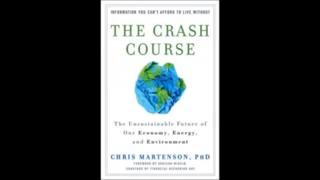 INFORMATION YOU CAN'T AFFORD TO LIVE WITHOUT
THE CRASH
COURSE
The Unsustainable Future of
Our Economy, Energy,
and Environment
CHRIS MARTENSON, PhD